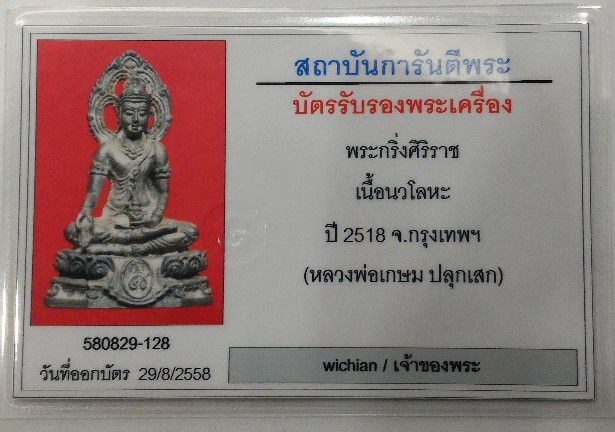 สถาบันการันตีพระ
บัตรรับรองพระเครื่อง
พระกริ่งศิริราช
เนื้อนวโลหะ
ปี 2518 จ.กรุงเทพฯ
(หลวงพ่อเกษม ปลุกเสก)
580829-128
วันที่ออกบัตร 29/8/2558
wichian / เจ้าของพระ